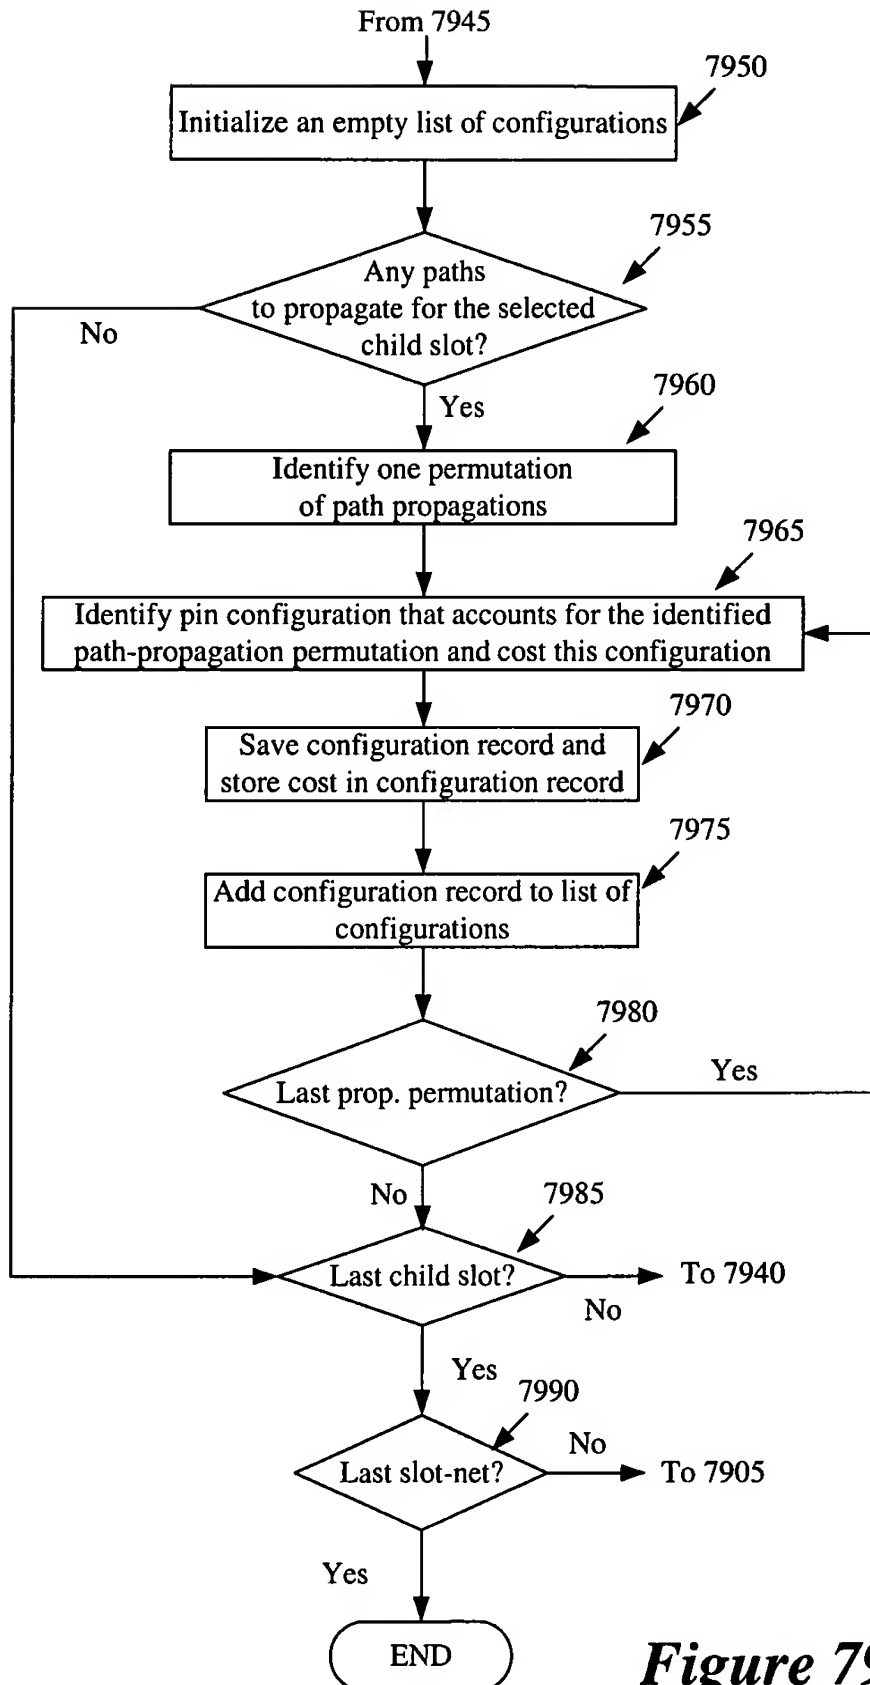 From 7945
7950
Initialize an empty list of configurations
7955
Any paths
to propagate for the selected
child slot?
No
7960
Yes
Identify one permutation
of path propagations
7965
Identify pin configuration that accounts for the identified
path-propagation permutation and cost this configuration
7970
Save configuration record and
store cost in configuration record
7975
Add configuration record to list of
configurations
7980
Last prop. permutation?
Yes
No
7985
Last child slot?
To 7940
No
Yes
7990
Last slot-net?
No
To 7905
Yes
END
Figure 79